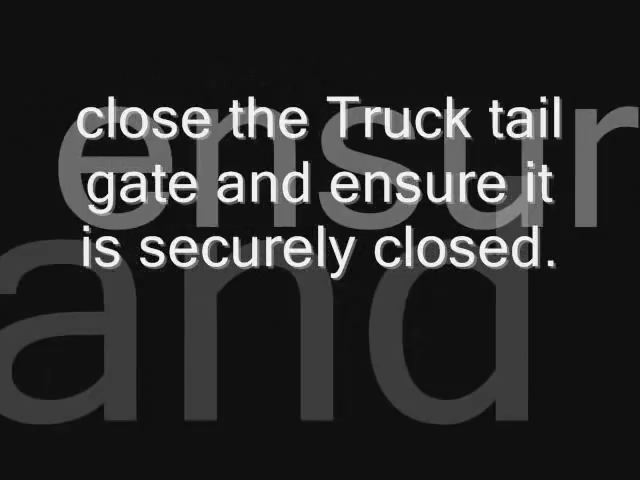 close the Truck tail
gate and ensure it
is securely closed.
ensur
and